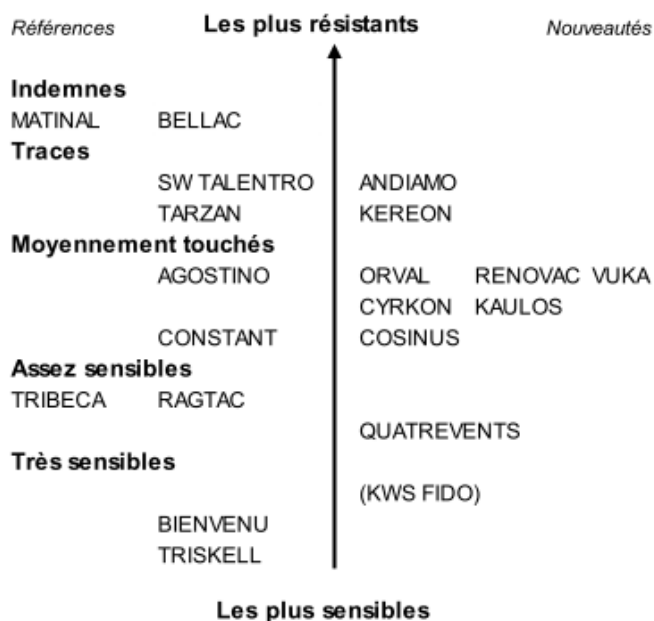 Références Les plus résistants Nouveautés
Indemnes
MATINAL BELLAC
Traces
SW TALENTRO ANDIAMO
TARZAN KEREON
Moyennement touchés
AGOSTINO ORVAL RENOVAC VUKA
CYRKON KAULOS
CONSTANT COSINUS
Assez sensibles
TRIBECA RAGTAC
QUATREVENTS
Très sensibles
(KWS FIDO)
BIENVENU
TRISKELL
Les plus sensibles